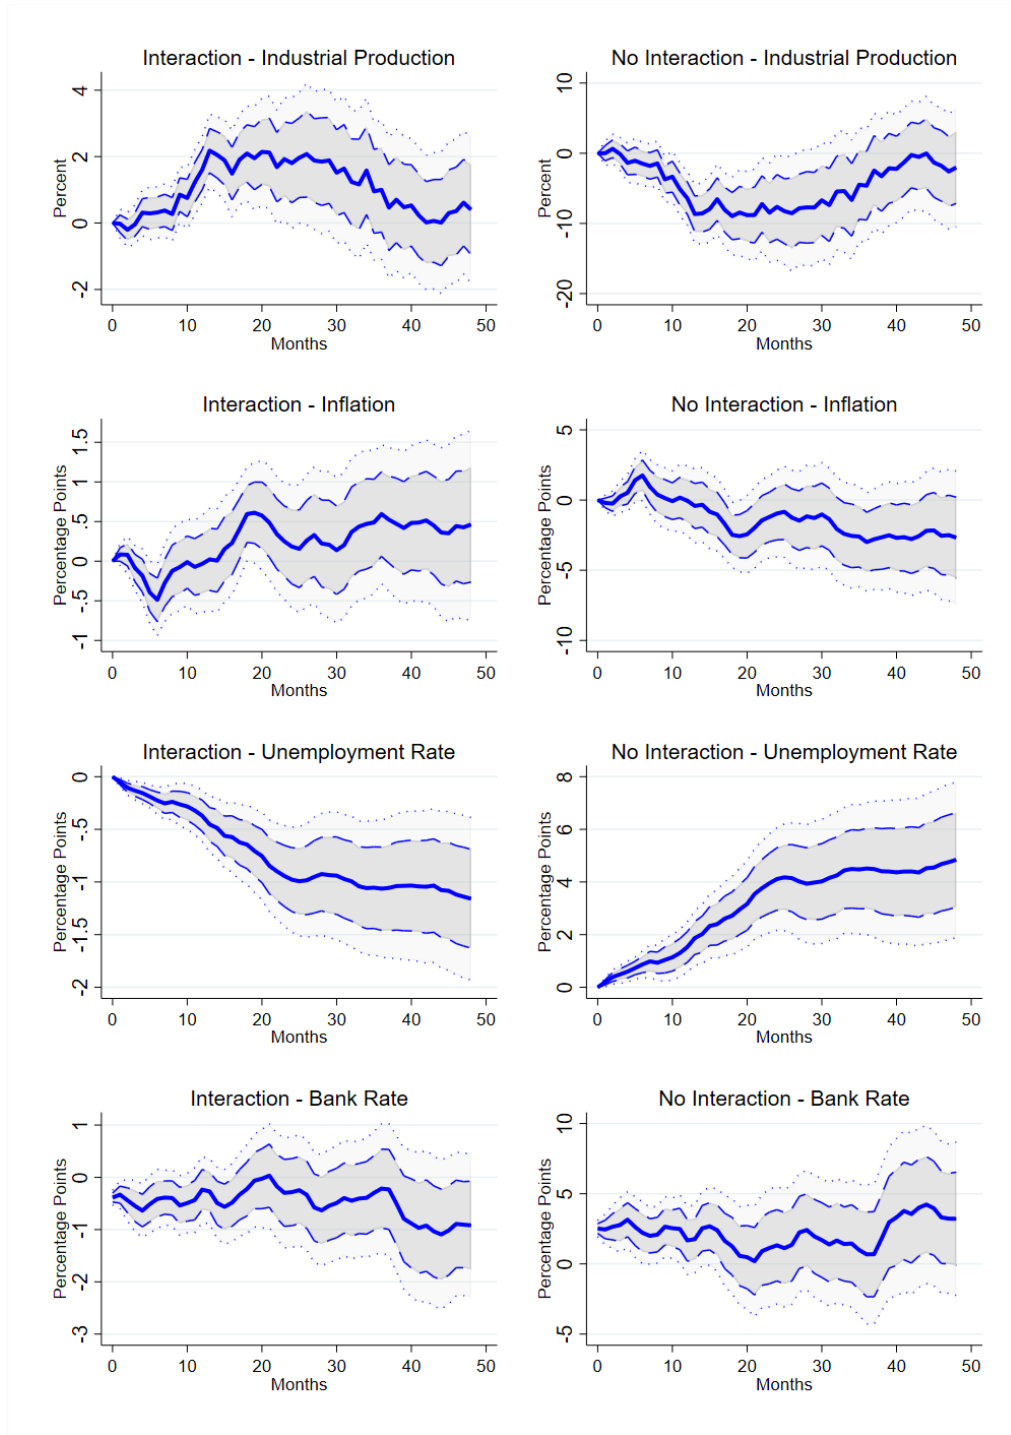 Interaction - Industrial Production
Percent
4
2
0
-2
0 10 20 30 40 50
Months
No Interaction - Industrial Production
Percent
10
0
-10
-20
0 10 20 30 40 50
Months
Interaction - Inflation
Percentage Points
1.5
1
.5
0
-.5
-1
0 10 20 30 40 50
Months
No Interaction - Inflation
Percentage Points
5
0
-5
-10
0 10 20 30 40 50
Months
Interaction - Unemployment Rate
Percentage Points
0
-.5
-1
-1.5
-2
0 10 20 30 40 50
Months
No Interaction - Unemployment Rate
Percentage Points
8
6
4
2
0
0 10 20 30 40 50
Months
Interaction - Bank Rate
Percentage Points
1
0
-1
-2
-3
0 10 20 30 40 50
Months
No Interaction - Bank Rate
Percentage Points
10
5
0
-5
0 10 20 30 40 50
Months